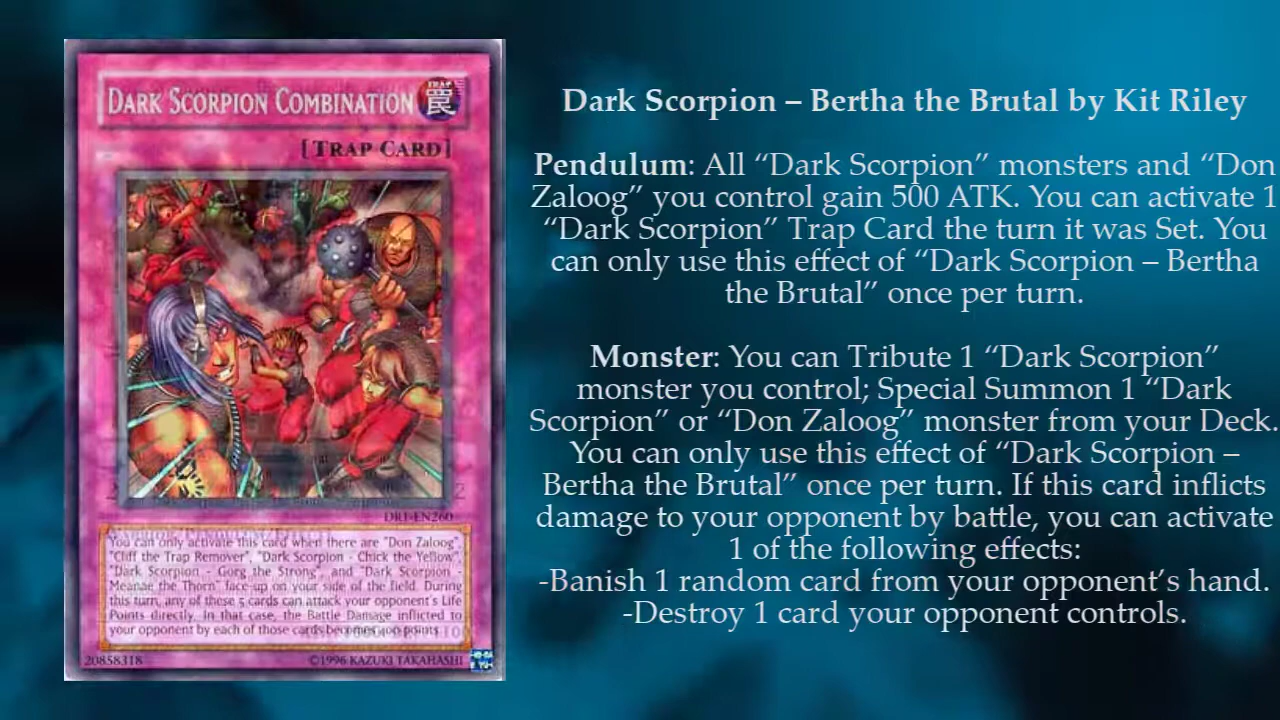 DARK SCORPION COMBINATION
TRAP
罠
[TRAP CARD]
DR1-EN260
You can only activate this card when there are "Don Zaloog",
"Cliff the Trap Remover", "Dark Scorpion - Chick the Yellow",
"Dark Scorpion - Gorg the Strong", and "Dark Scorpion -
Meanae the Thorn" face-up on your side of the field. During
this turn, any of these 5 cards can attack your opponent's Life
Points directly. In that case, the Battle Damage inflicted to
your opponent by each of those cards becomes 400 points.
20858318
©1996 KAZUKI TAKAHASHI
Dark Scorpion – Bertha the Brutal by Kit Riley
Pendulum: All “Dark Scorpion” monsters and “Don
Zaloog” you control gain 500 ATK. You can activate 1
“Dark Scorpion” Trap Card the turn it was Set. You
can only use this effect of “Dark Scorpion – Bertha
the Brutal” once per turn.
Monster: You can Tribute 1 “Dark Scorpion”
monster you control; Special Summon 1 “Dark
Scorpion” or “Don Zaloog” monster from your Deck.
You can only use this effect of “Dark Scorpion –
Bertha the Brutal” once per turn. If this card inflicts
damage to your opponent by battle, you can activate
1 of the following effects:
-Banish 1 random card from your opponent’s hand.
-Destroy 1 card your opponent controls.